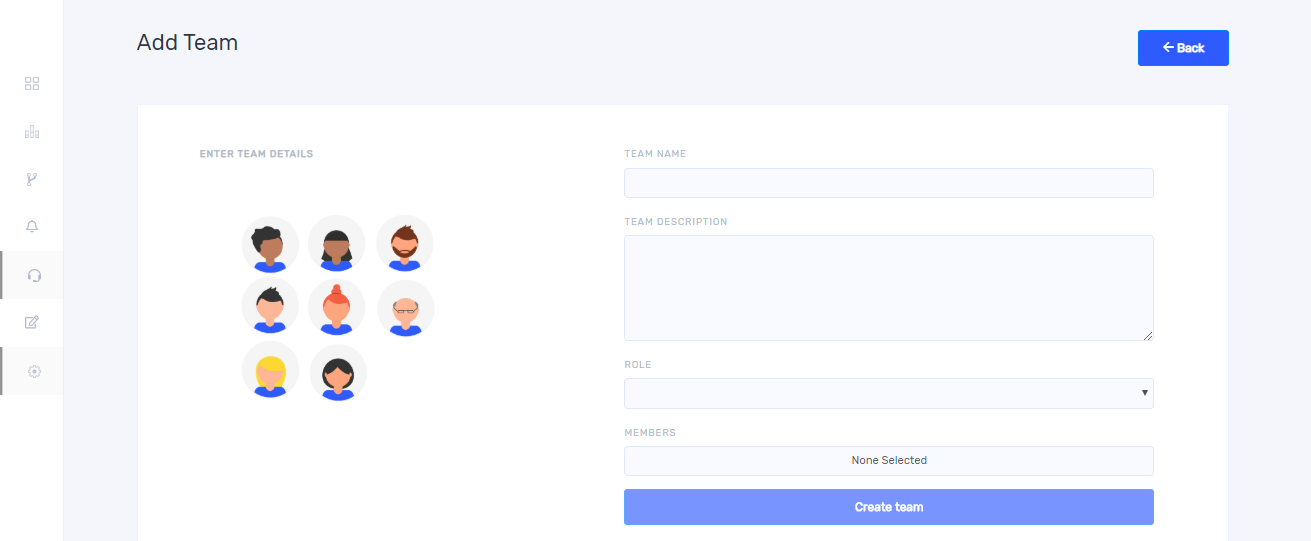 Add Team
← Back
ENTER TEAM DETAILS
TEAM NAME
TEAM DESCRIPTION
ROLE
MEMBERS
None Selected
Create team